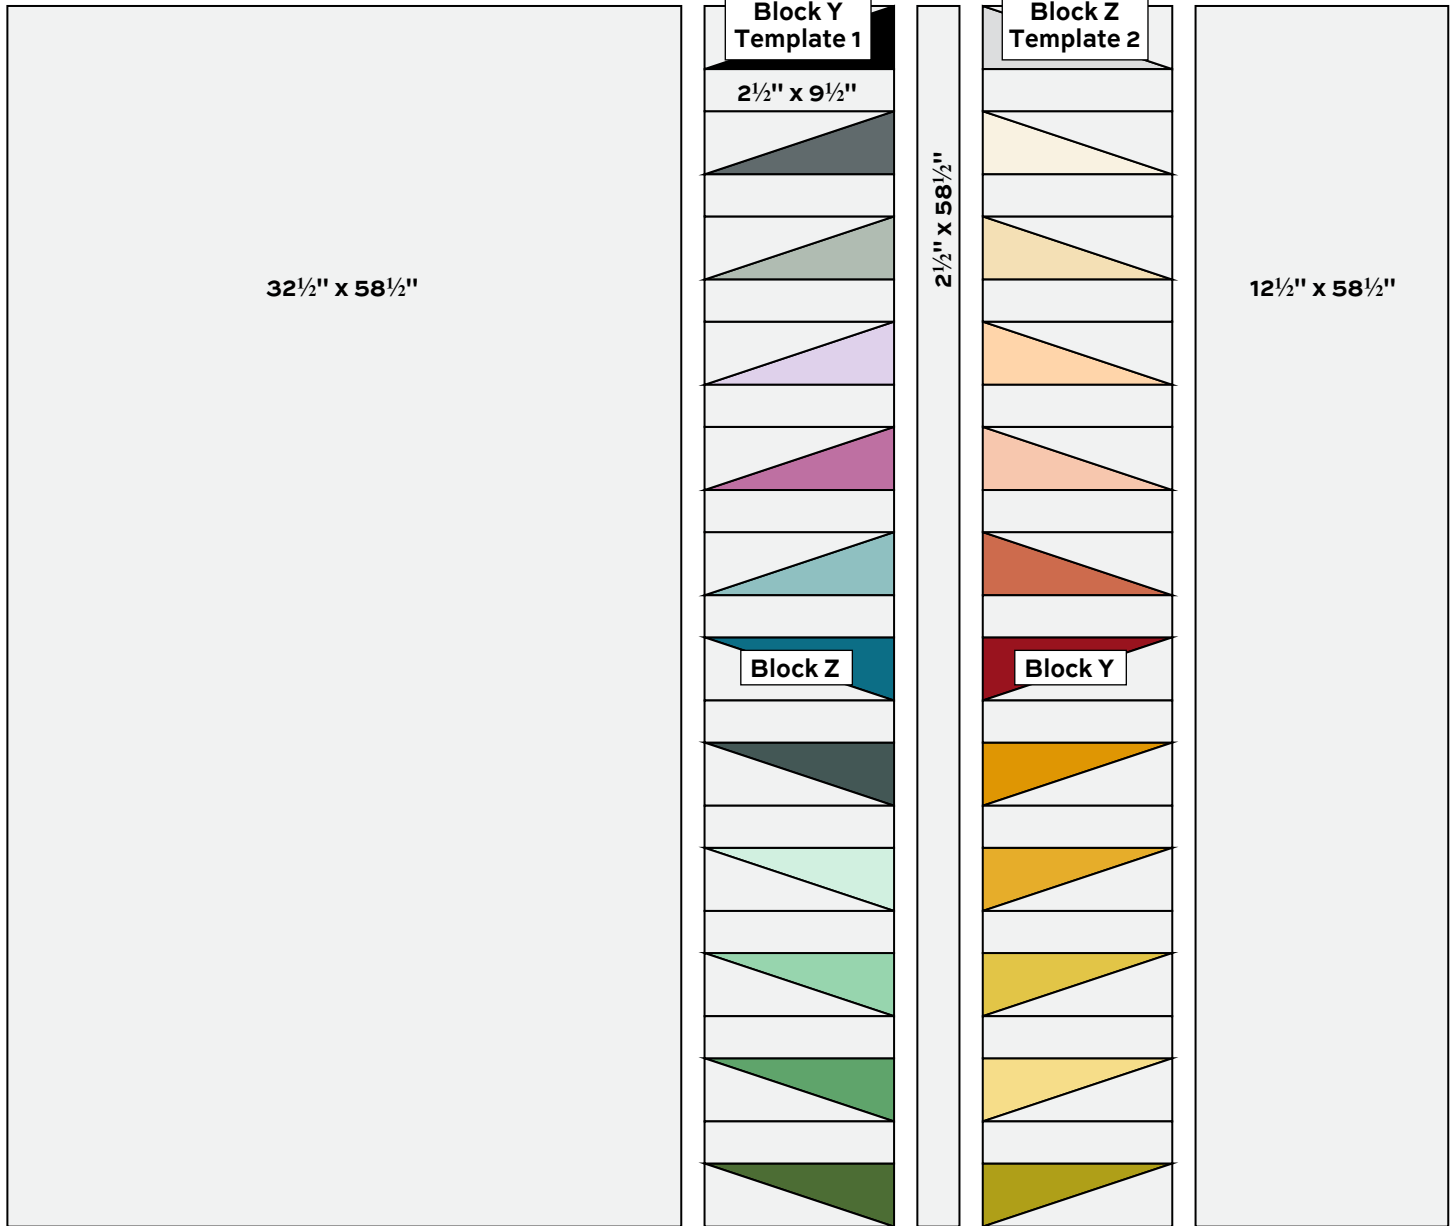 Block Y
Template 1
2½" x 9½"
Block Z
Template 2
2½" x 58½"
32½" x 58½"
12½" x 58½"
Block Z
Block Y